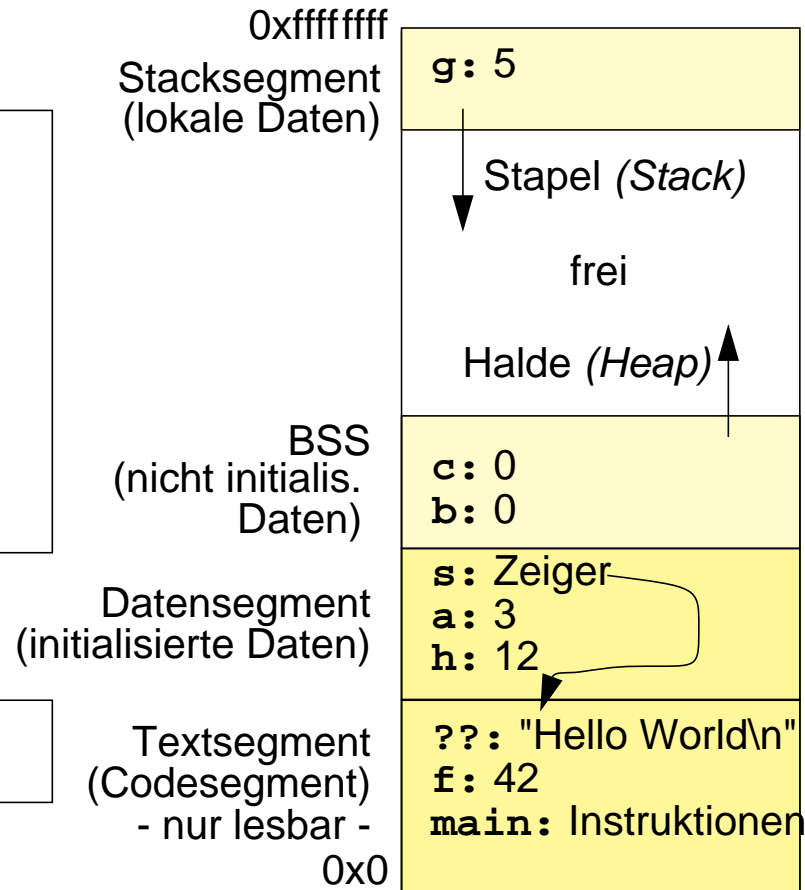 0xffffffff
Stacksegment
(lokale Daten)
g: 5
Stapel (Stack)
frei
Halde (Heap)
BSS
(nicht initialis.
Daten)
c: 0
b: 0
Datensegment
(initialisierte Daten)
s: Zeiger
a: 3
h: 12
Textsegment
(Codesegment)
- nur lesbar -
0x0
??: "Hello World\n"
f: 42
main: Instruktionen